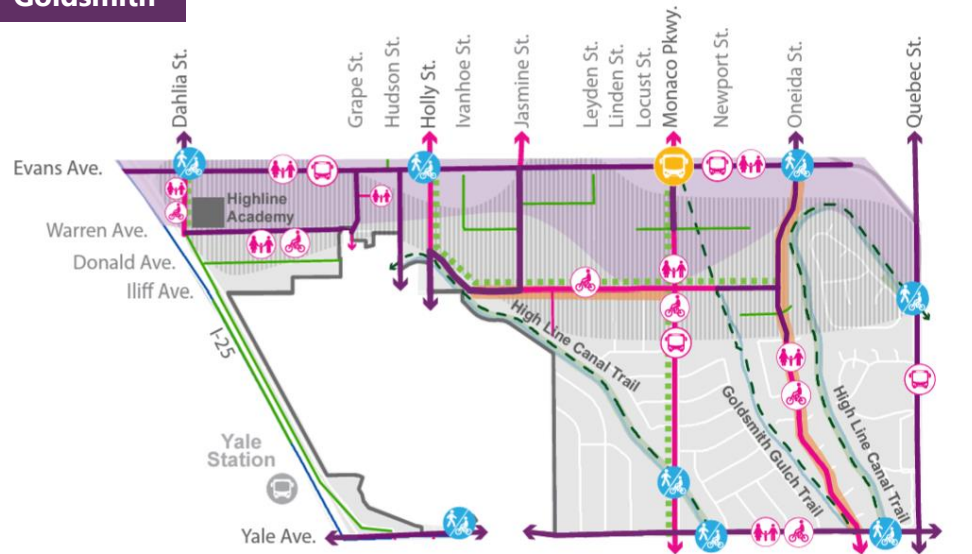 Goldsmith
Dahlia St.
Grape St.
Hudson St.
Holly St.
Ivanhoe St.
Jasmine St.
Leyden St.
Linden St.
Locust St.
Monaco Pkwy.
Newport St.
Oneida St.
Quebec St.
Evans Ave.
Highline
Academy
Warren Ave.
Donald Ave.
Iliff Ave.
I-25
High Line Canal Trail
Goldsmith Gulch Trail
High Line Canal Trail
Yale
Station
Yale Ave.